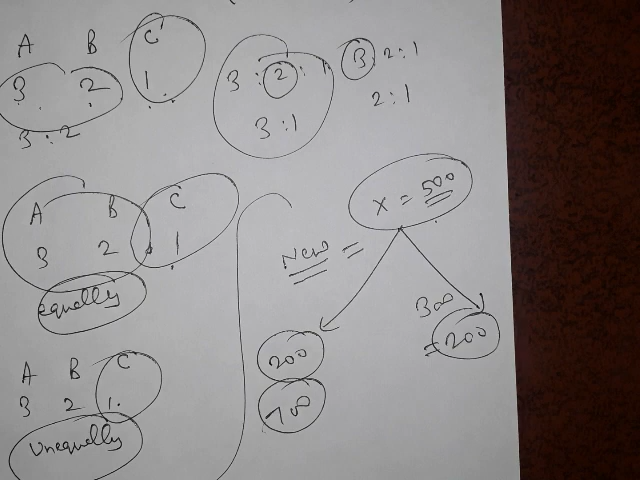 A B C
3 2 1
3:2
3:2:1
3:1
3 2:1
2:1
A B C
3 2 1
equally
A B C
3 2 1
Unequally
X = 500
New =
300
= 200
200
100